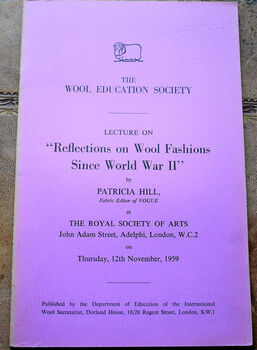 THE
WOOL EDUCATION SOCIETY
LECTURE ON
"Reflections on Wool Fashions
Since World War II"
by
PATRICIA HILL,
Fabric Editor of VOGUE
at
THE ROYAL SOCIETY OF ARTS
John Adam Street, Adelphi, London, W.C.2
on
Thursday, 12th November, 1959
Published by the Department of Education of the International
Wool Secretariat, Dorland House, 18/20 Regent Street, London, S.W.1